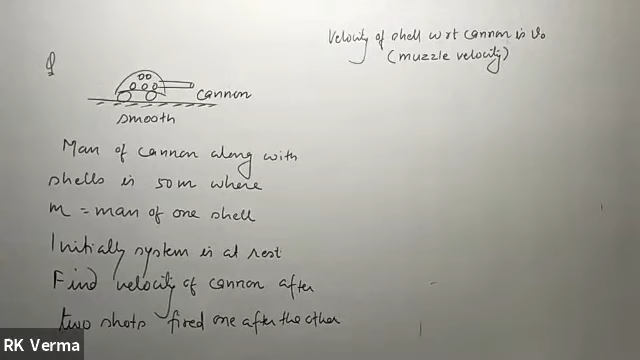 Velocity of shell wrt cannon is v₀
(muzzle velocity)
Q
cannon
smooth
Mass of cannon along with
shells is 50m where
m = mass of one shell
Initially system is at rest
Find velocity of cannon after
two shots fired one after the other
RK Verma